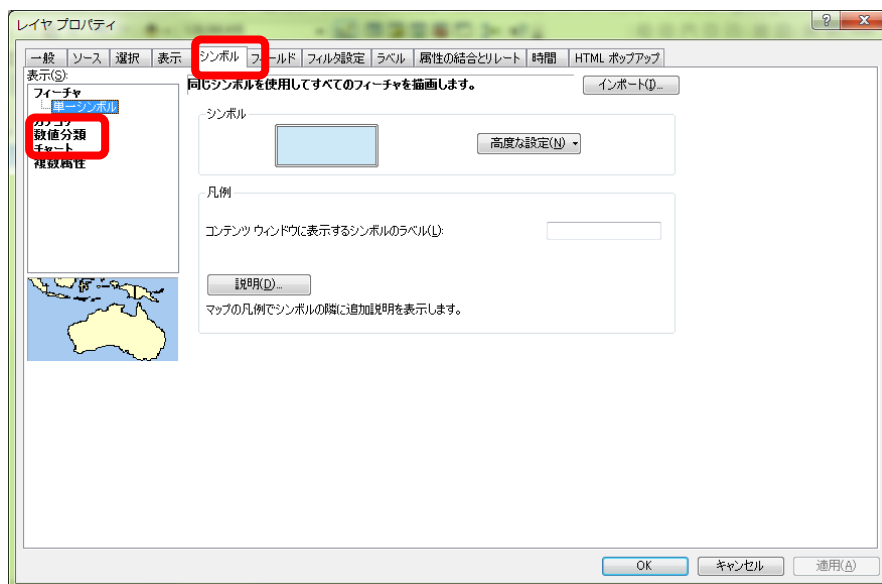 レイヤ プロパティ
一般 ソース 選択 表示 シンボル フィールド フィルタ設定 ラベル 属性の結合とリレート 時間 HTML ポップアップ
表示(S):
フィーチャ
単一シンボル
カテゴリ
数値分類
チャート
複数属性
同じシンボルを使用してすべてのフィーチャを描画します。
インポート(I)...
シンボル
高度な設定(N)
凡例
コンテンツ ウィンドウに表示するシンボルのラベル(L):
説明(D)...
マップの凡例でシンボルの隣に追加説明を表示します。
OK キャンセル 適用(A)